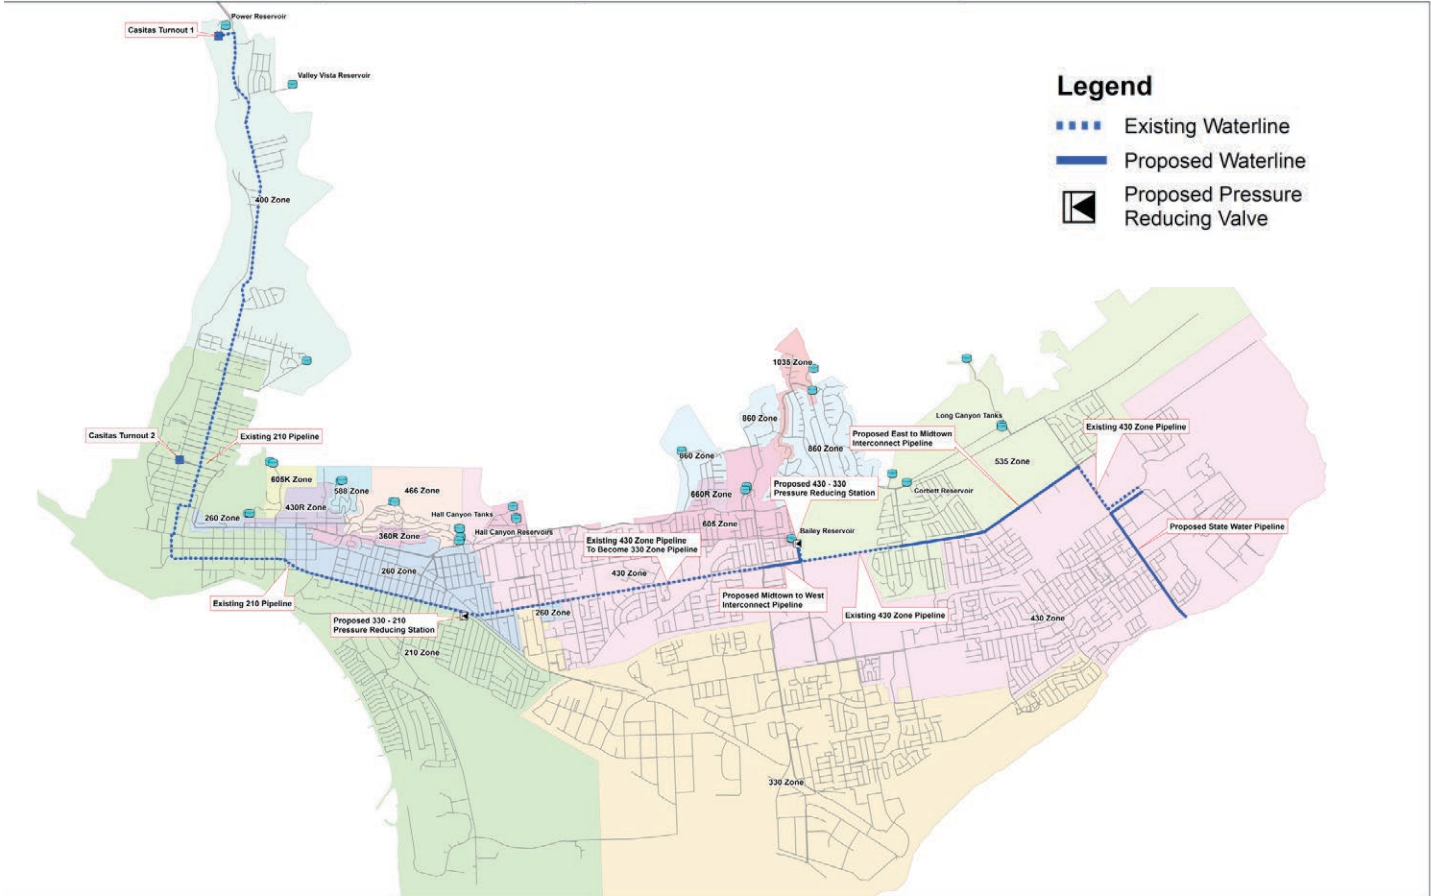 Power Reservoir
Casitas Turnout 1
Valley Vista Reservoir
Legend
Existing Waterline
Proposed Waterline
Proposed Pressure
Reducing Valve
400 Zone
1035 Zone
860 Zone
Long Canyon Tanks
Existing 430 Zone Pipeline
Casitas Turnout 2
Existing 210 Pipeline
Proposed East to Midtown
Interconnect Pipeline
860 Zone
860 Zone
535 Zone
605K Zone
588 Zone
466 Zone
Proposed 430 - 330
Pressure Reducing Station
Corbett Reservoir
660R Zone
430R Zone
260 Zone
Hall Canyon Tanks
605 Zone
Proposed State Water Pipeline
360R Zone
Hall Canyon Reservoirs
Bailey Reservoir
Existing 430 Zone Pipeline
To Become 330 Zone Pipeline
260 Zone
430 Zone
Proposed Midtown to West
Interconnect Pipeline
Existing 210 Pipeline
260 Zone
Existing 430 Zone Pipeline
430 Zone
Proposed 330 - 210
Pressure Reducing Station
210 Zone
330 Zone